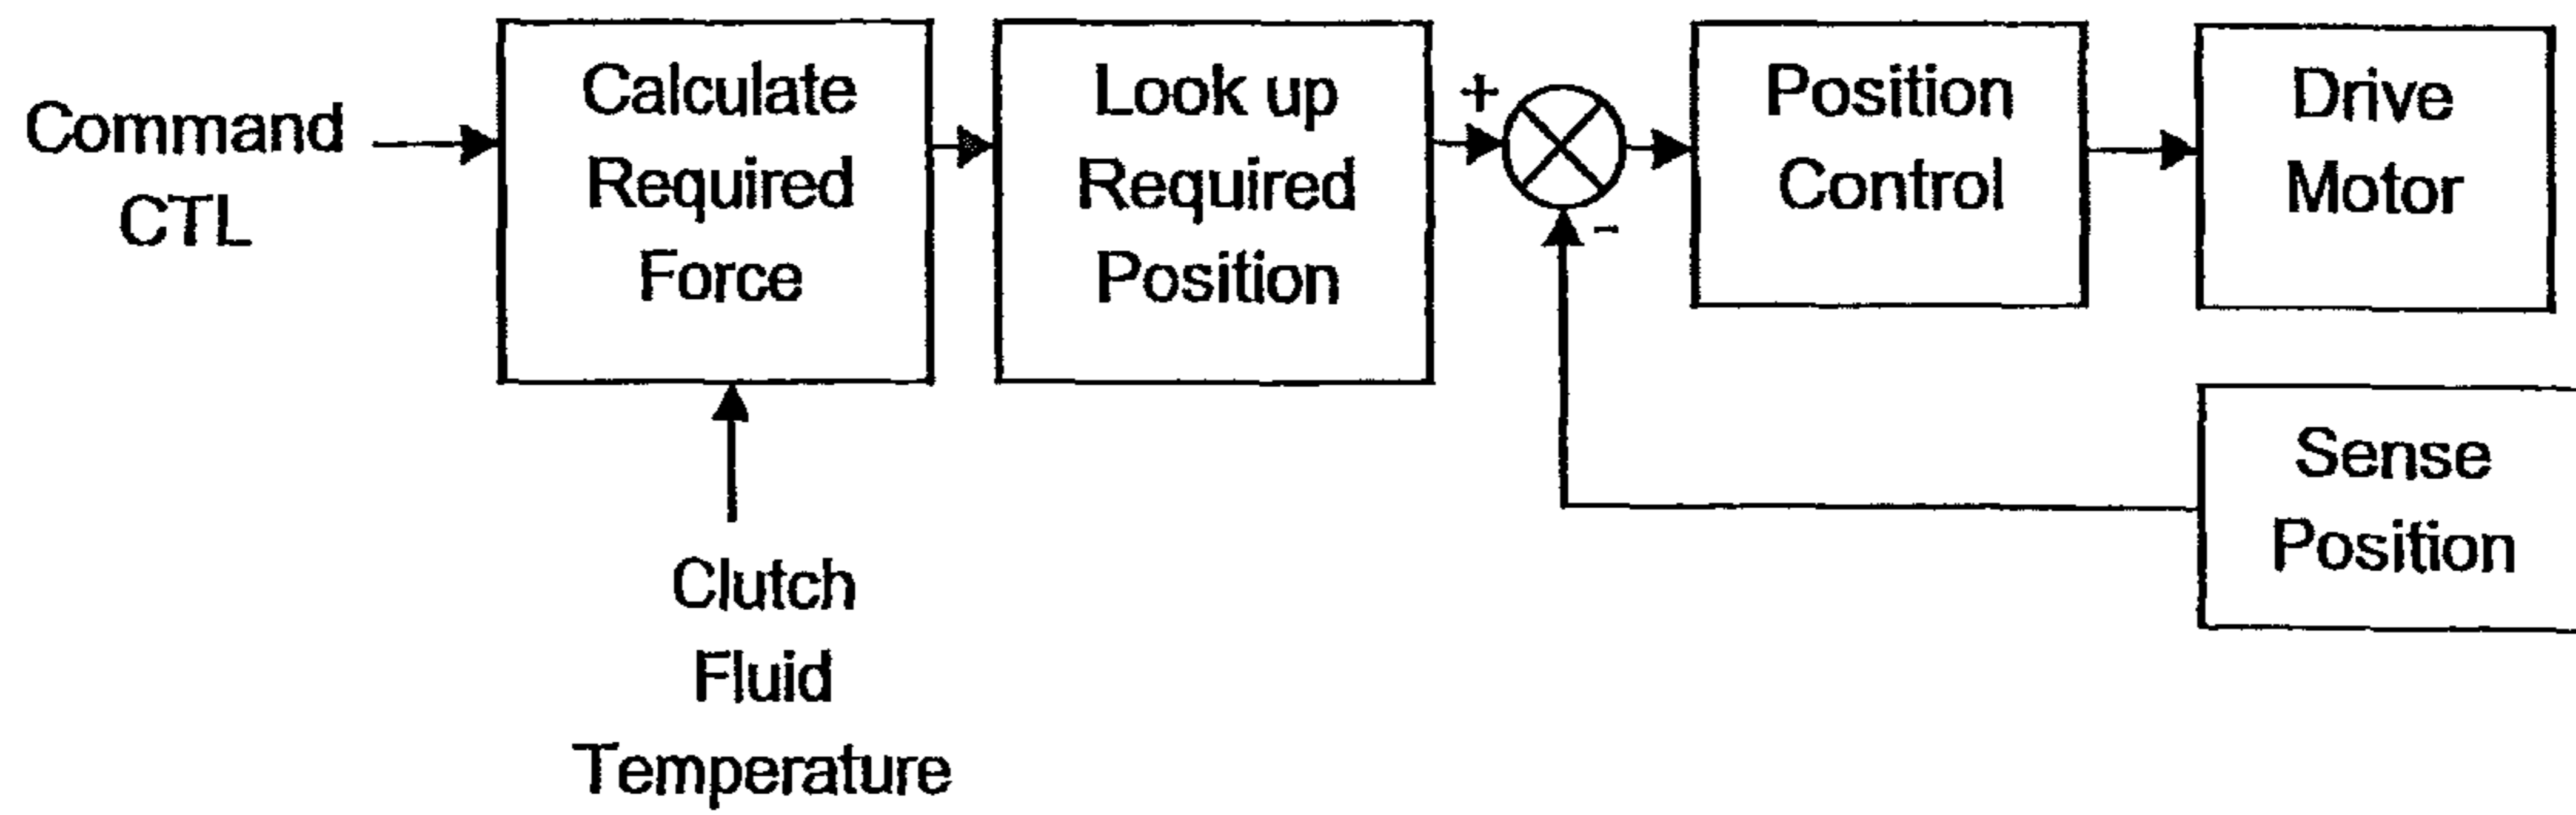 Command
CTL
Calculate
Required
Force
Look up
Required
Position
+
-
Position
Control
Drive
Motor
Sense
Position
Clutch
Fluid
Temperature